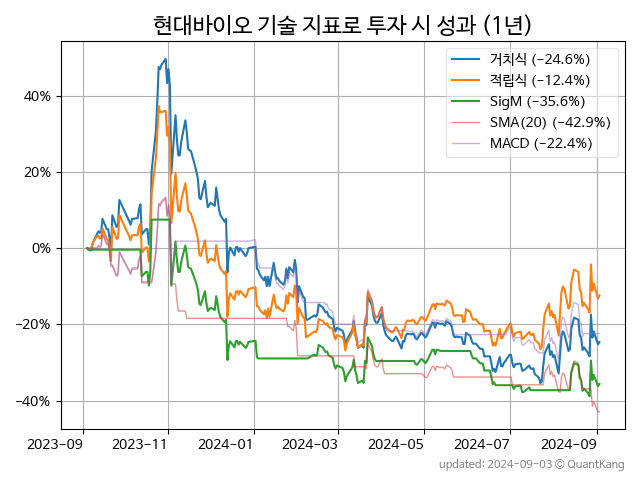 현대바이오 기술 지표로 투자 시 성과 (1년)
거치식 (−24.6%)
적립식 (−12.4%)
SigM (−35.6%)
SMA(20) (−42.9%)
MACD (−22.4%)
40%
20%
0%
−20%
−40%
2023-09 2023-11 2024-01 2024-03 2024-05 2024-07 2024-09
updated: 2024-09-03 © QuantKang